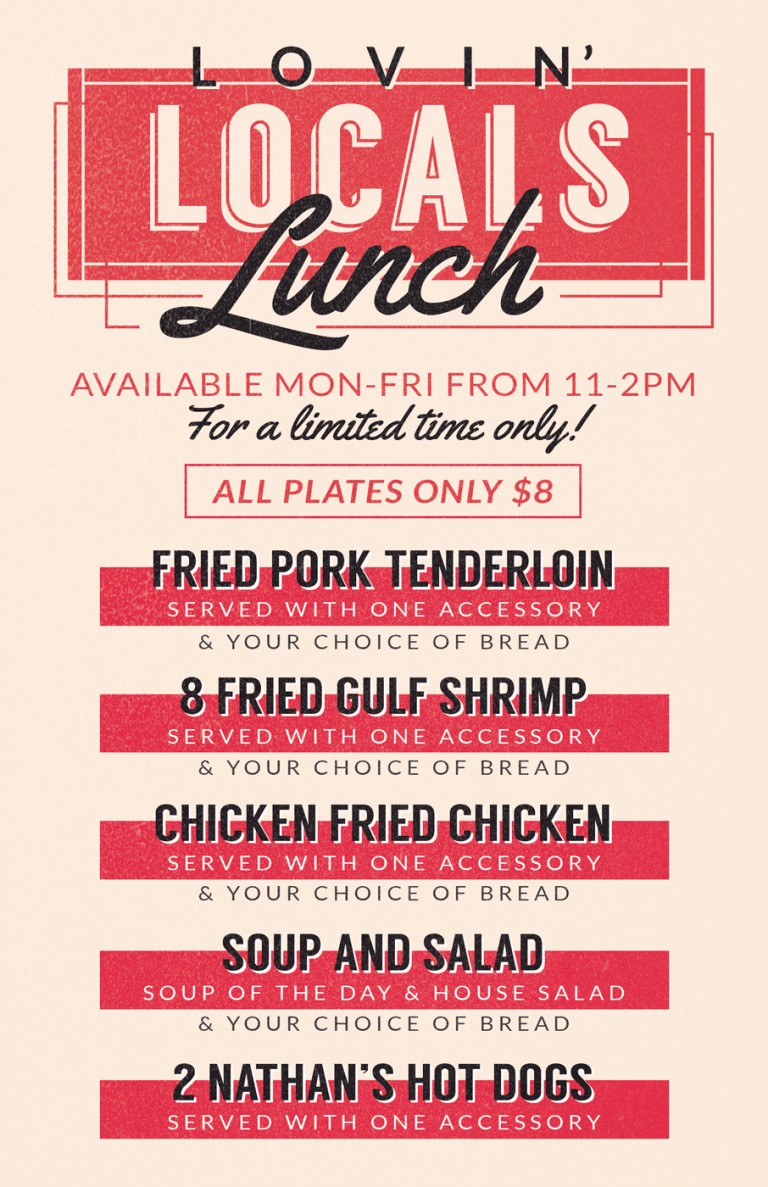 LOVIN'
LOCALS
Lunch
AVAILABLE MON-FRI FROM 11-2PM
For a limited time only!
ALL PLATES ONLY $8
FRIED PORK TENDERLOIN
SERVED WITH ONE ACCESSORY
& YOUR CHOICE OF BREAD
8 FRIED GULF SHRIMP
SERVED WITH ONE ACCESSORY
& YOUR CHOICE OF BREAD
CHICKEN FRIED CHICKEN
SERVED WITH ONE ACCESSORY
& YOUR CHOICE OF BREAD
SOUP AND SALAD
SOUP OF THE DAY & HOUSE SALAD
& YOUR CHOICE OF BREAD
2 NATHAN'S HOT DOGS
SERVED WITH ONE ACCESSORY